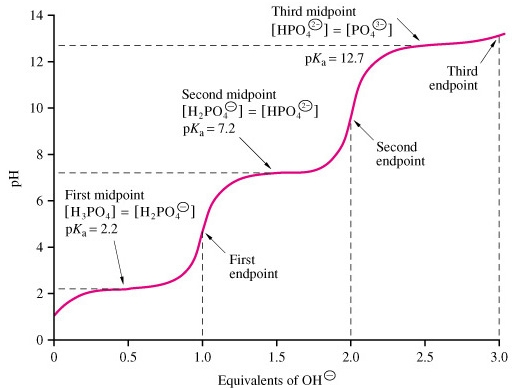 Third midpoint
[HPO₄²⁻] = [PO₄³⁻]
pKₐ = 12.7
Third
endpoint
Second midpoint
[H₂PO₄⊖] = [HPO₄²⁻]
pKₐ = 7.2
Second
endpoint
First midpoint
[H₃PO₄] = [H₂PO₄⊖]
pKₐ = 2.2
First
endpoint
pH
14
12
10
8
6
4
2
0
0 0.5 1.0 1.5 2.0 2.5 3.0
Equivalents of OH⊖